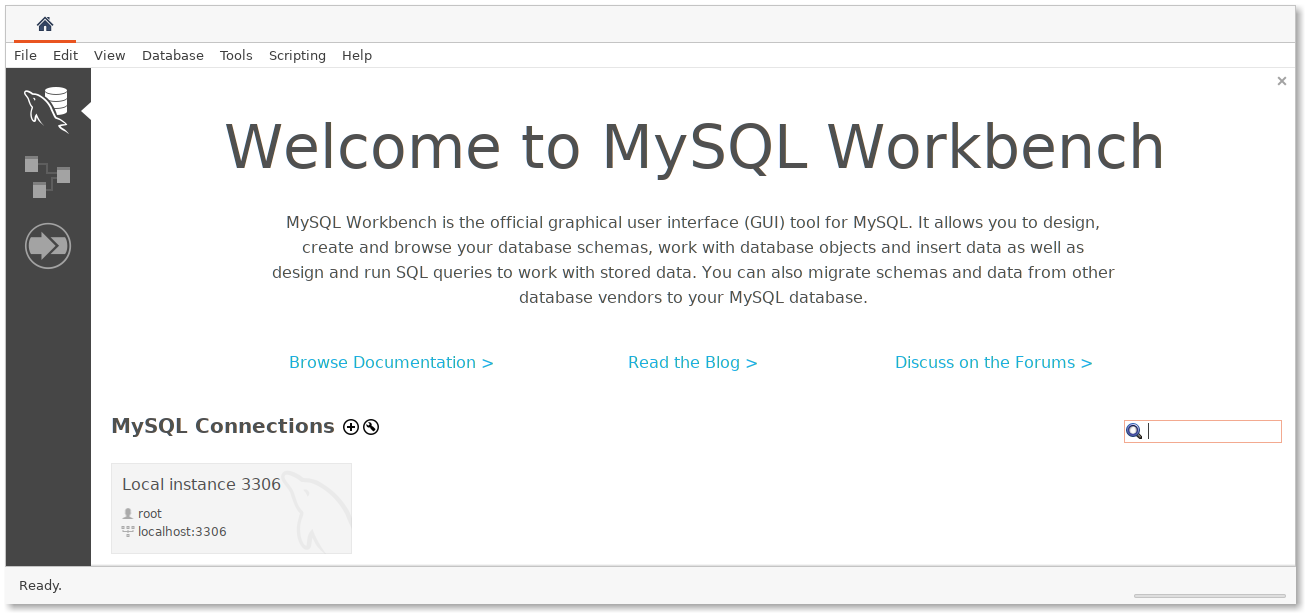 File Edit View Database Tools Scripting Help
Welcome to MySQL Workbench
MySQL Workbench is the official graphical user interface (GUI) tool for MySQL. It allows you to design,
create and browse your database schemas, work with database objects and insert data as well as
design and run SQL queries to work with stored data. You can also migrate schemas and data from other
database vendors to your MySQL database.
Browse Documentation > Read the Blog > Discuss on the Forums >
MySQL Connections
Local instance 3306
root
localhost:3306
Ready.